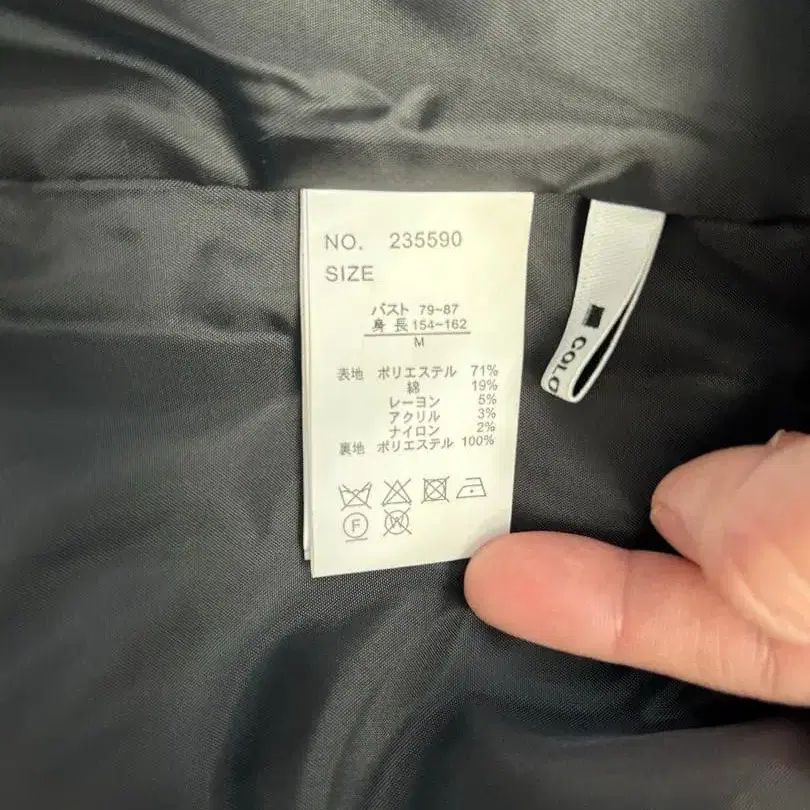 NO. 235590
SIZE
バスト 79~87
身長 154~162
M
表地 ポリエステル 71%
綿 19%
レーヨン 5%
アクリル 3%
ナイロン 2%
裏地 ポリエステル 100%
F W
COLO